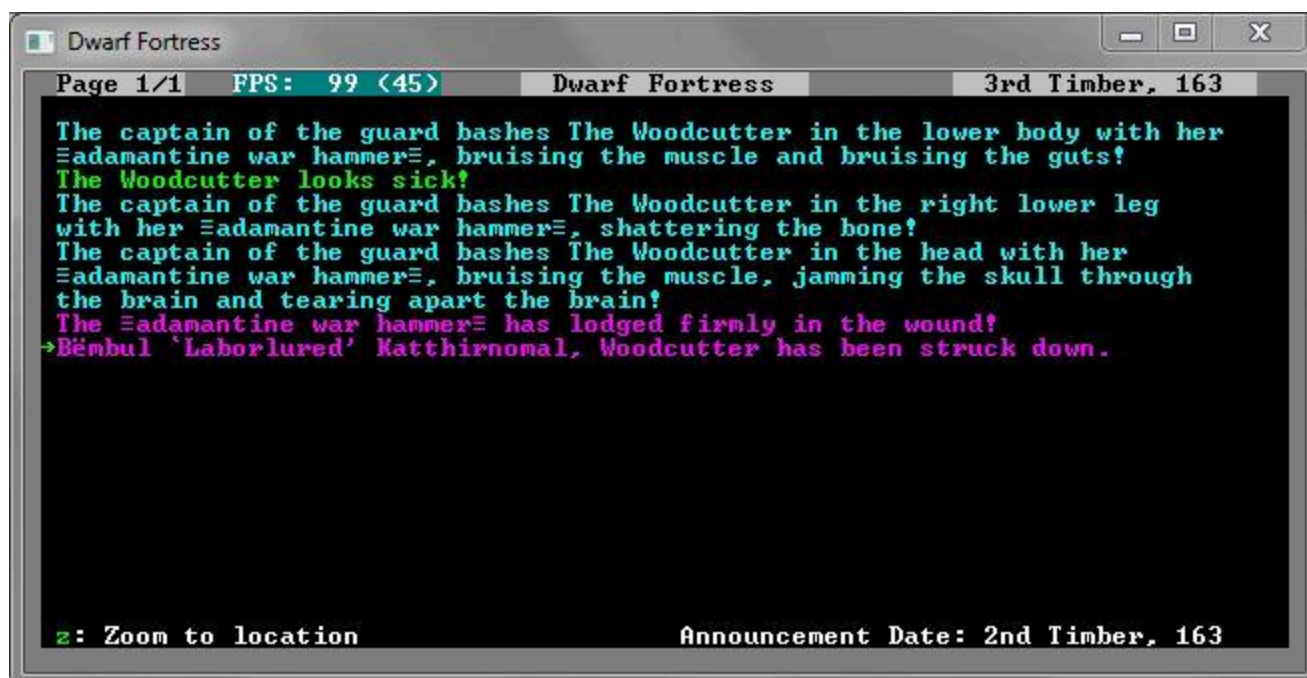 Dwarf Fortress
Page 1/1 FPS: 99 (45) Dwarf Fortress 3rd Timber, 163
The captain of the guard bashes The Woodcutter in the lower body with her
≡adamantine war hammer≡, bruising the muscle and bruising the guts!
The Woodcutter looks sick!
The captain of the guard bashes The Woodcutter in the right lower leg
with her ≡adamantine war hammer≡, shattering the bone!
The captain of the guard bashes The Woodcutter in the head with her
≡adamantine war hammer≡, bruising the muscle, jamming the skull through
the brain and tearing apart the brain!
The ≡adamantine war hammer≡ has lodged firmly in the wound!
→Bëmbul `Laborlured' Katthirnomal, Woodcutter has been struck down.
z: Zoom to location Announcement Date: 2nd Timber, 163